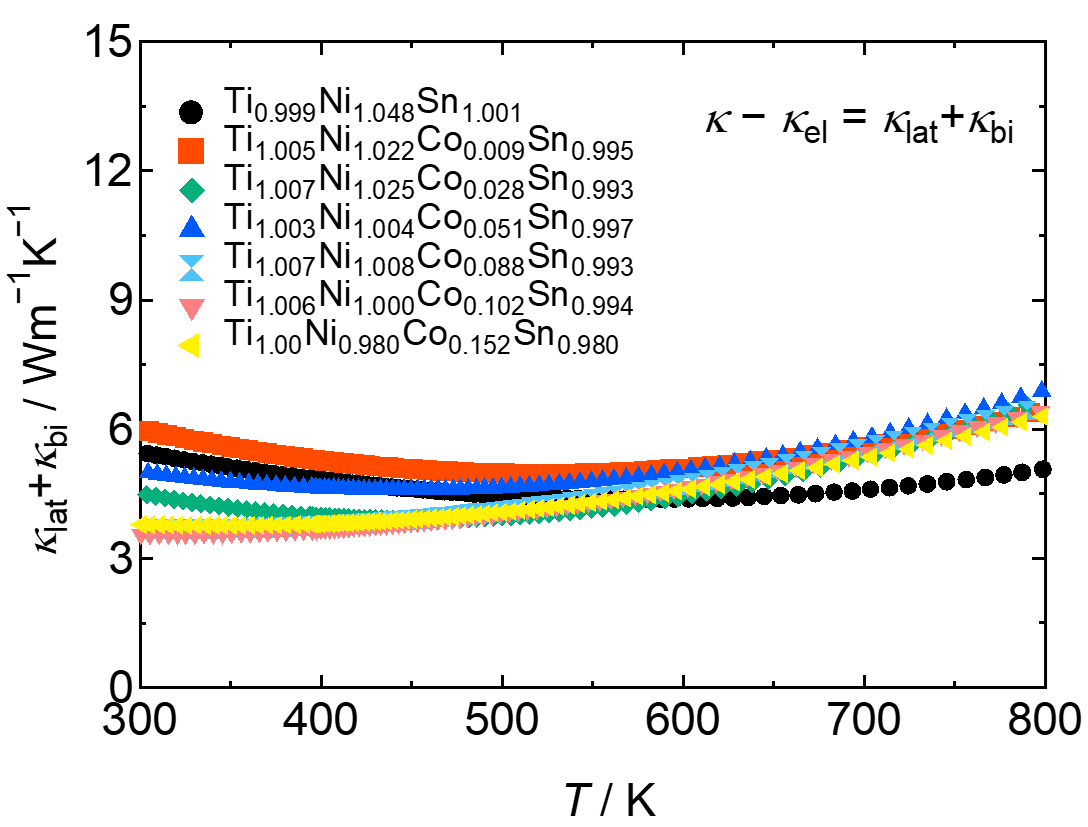 15
12
9
6
3
0
300
400
500
600
700
800
κlat+κbi / Wm−1K−1
T / K
Ti0.999Ni1.048Sn1.001
Ti1.005Ni1.022Co0.009Sn0.995
Ti1.007Ni1.025Co0.028Sn0.993
Ti1.003Ni1.004Co0.051Sn0.997
Ti1.007Ni1.008Co0.088Sn0.993
Ti1.006Ni1.000Co0.102Sn0.994
Ti1.00Ni0.980Co0.152Sn0.980
κ − κel = κlat+κbi